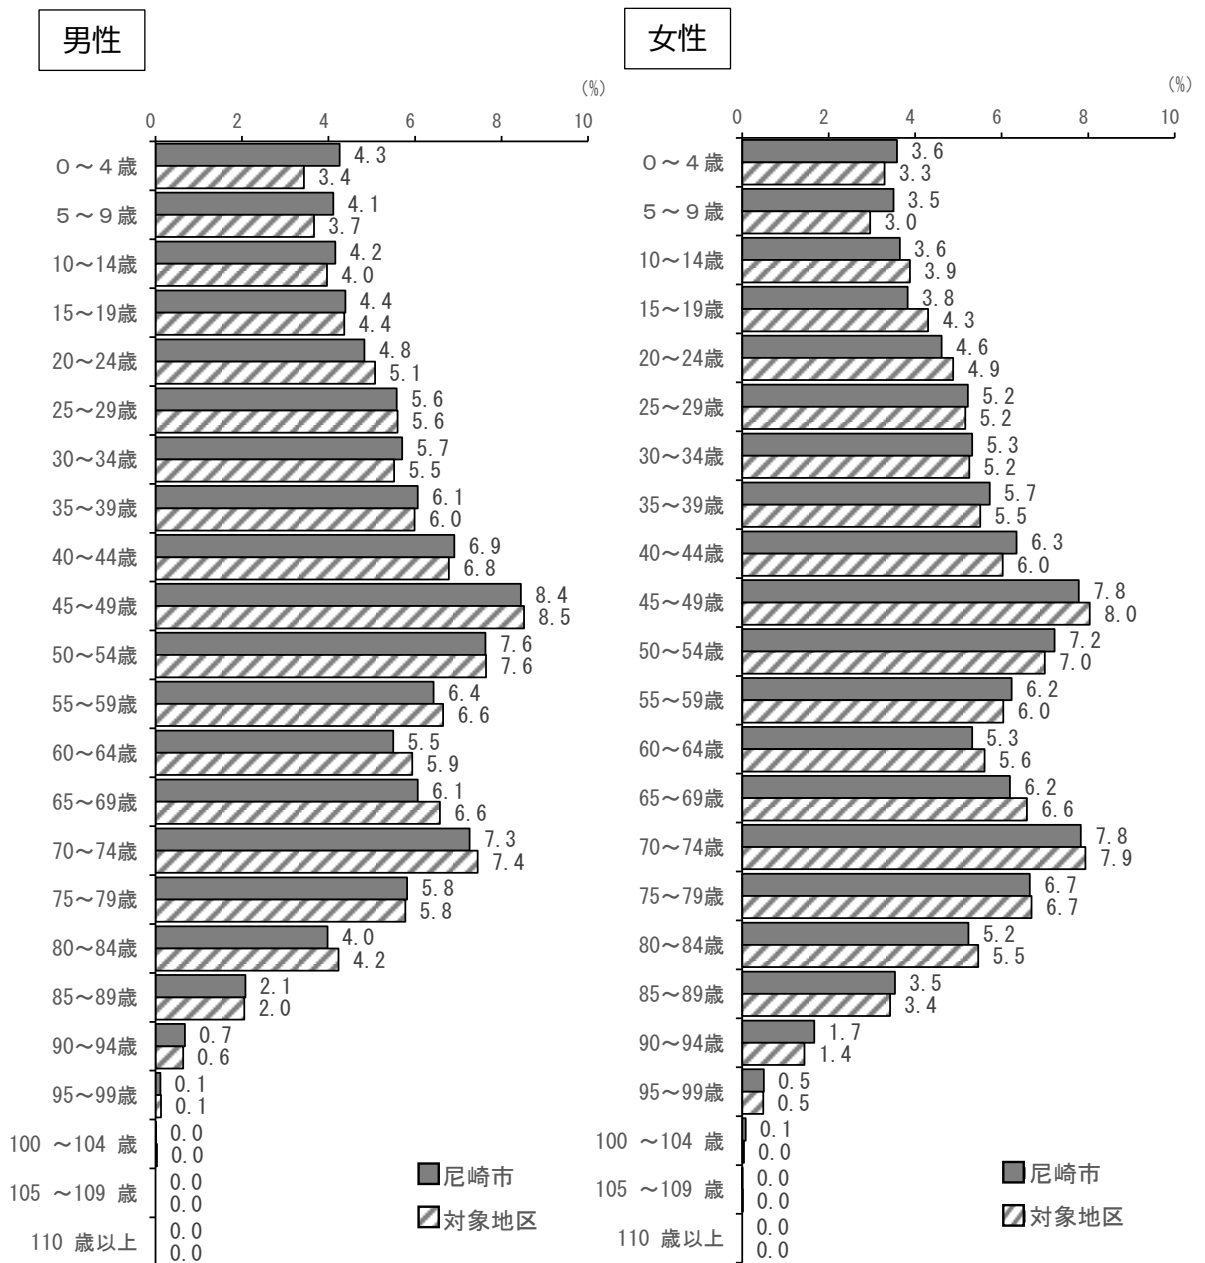 男性
(%)
0 2 4 6 8 10
０～４歳 4.3
3.4
５～９歳 4.1
3.7
10～14歳 4.2
4.0
15～19歳 4.4
4.4
20～24歳 4.8
5.1
25～29歳 5.6
5.6
30～34歳 5.7
5.5
35～39歳 6.1
6.0
40～44歳 6.9
6.8
45～49歳 8.4
8.5
50～54歳 7.6
7.6
55～59歳 6.4
6.6
60～64歳 5.5
5.9
65～69歳 6.1
6.6
70～74歳 7.3
7.4
75～79歳 5.8
5.8
80～84歳 4.0
4.2
85～89歳 2.1
2.0
90～94歳 0.7
0.6
95～99歳 0.1
0.1
100 ～104 歳 0.0
0.0
105 ～109 歳 0.0
0.0
110 歳以上 0.0
0.0
尼崎市
対象地区
女性
(%)
0 2 4 6 8 10
０～４歳 3.6
3.3
５～９歳 3.5
3.0
10～14歳 3.6
3.9
15～19歳 3.8
4.3
20～24歳 4.6
4.9
25～29歳 5.2
5.2
30～34歳 5.3
5.2
35～39歳 5.7
5.5
40～44歳 6.3
6.0
45～49歳 7.8
8.0
50～54歳 7.2
7.0
55～59歳 6.2
6.0
60～64歳 5.3
5.6
65～69歳 6.2
6.6
70～74歳 7.8
7.9
75～79歳 6.7
6.7
80～84歳 5.2
5.5
85～89歳 3.5
3.4
90～94歳 1.7
1.4
95～99歳 0.5
0.5
100 ～104 歳 0.1
0.0
105 ～109 歳 0.0
0.0
110 歳以上 0.0
0.0
尼崎市
対象地区